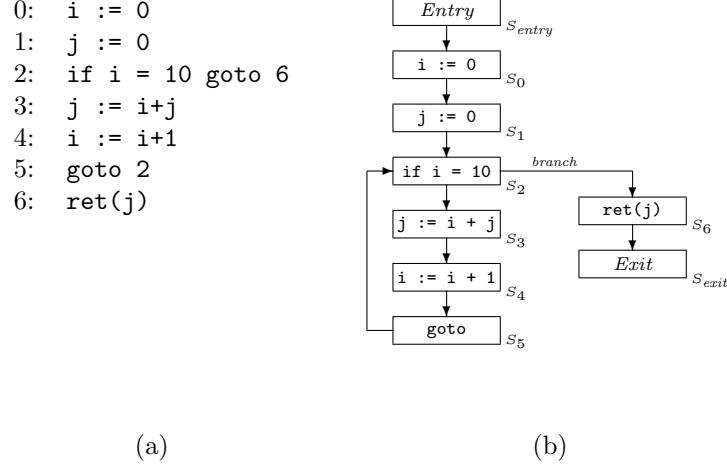 0: i := 0
1: j := 0
2: if i = 10 goto 6
3: j := i+j
4: i := i+1
5: goto 2
6: ret(j)
(a)
Entry
S_entry
i := 0
S_0
j := 0
S_1
if i = 10
S_2
branch
j := i + j
S_3
i := i + 1
S_4
goto
S_5
ret(j)
S_6
Exit
S_exit
(b)